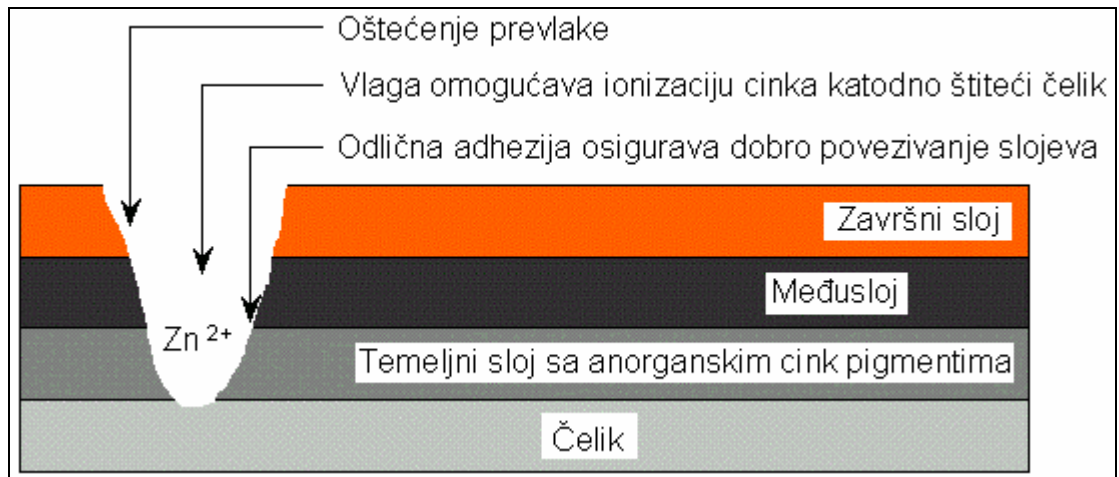 Oštećenje prevlake
Vlaga omogućava ionizaciju cinka katodno štiteći čelik
Odlična adhezija osigurava dobro povezivanje slojeva
Završni sloj
Međusloj
Zn 2+
Temeljni sloj sa anorganskim cink pigmentima
Čelik